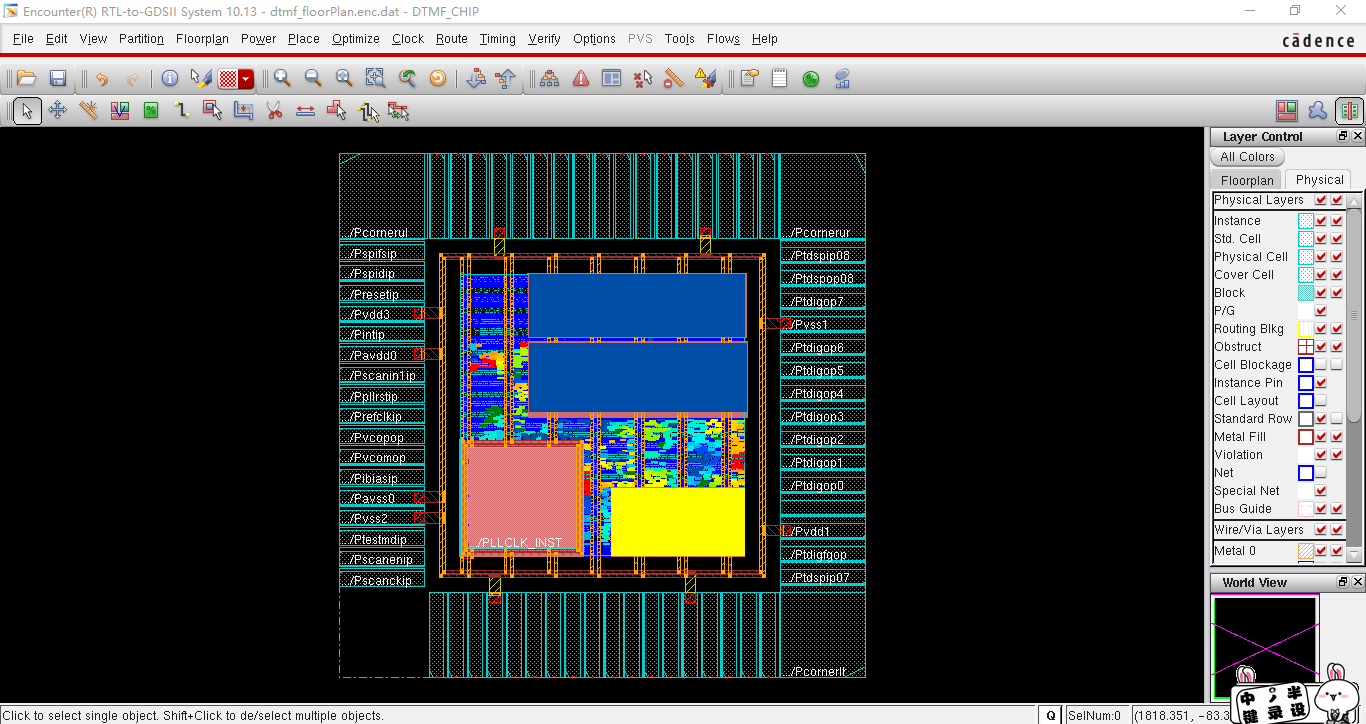 Encounter(R) RTL-to-GDSII System 10.13 - dtmf_floorPlan.enc.dat - DTMF_CHIP
File Edit View Partition Floorplan Power Place Optimize Clock Route Timing Verify Options PVS Tools Flows Help
cādence
Layer Control
All Colors
Floorplan Physical
Physical Layers
Instance
Std. Cell
Physical Cell
Cover Cell
Block
P/G
Routing Blkg
Obstruct
Cell Blockage
Instance Pin
Cell Layout
Standard Row
Metal Fill
Violation
Net
Special Net
Bus Guide
Wire/Via Layers
Metal 0
World View
../Pcornerul
../Pspifsip
../Pspidip
../Presetip
../Pvdd3
../Pintip
../Pavdd0
../Pscanin1ip
../Ppllrstip
../Prefclkip
../Pvcopop
../Pvcomop
../Pibiasip
../Pavss0
../Pvss2
../Ptestmdip
../Pscanenip
../Pscanckip
../PLLCLK_INST
../Pcornerur
../Ptdspip08
../Ptdspop08
../Ptdigop7
../Pvss1
../Ptdigop6
../Ptdigop5
../Ptdigop4
../Ptdigop3
../Ptdigop2
../Ptdigop1
../Ptdigop0
../Pvdd1
../Ptdigfgop
../Ptdspip07
../Pcornerlr
Click to select single object. Shift+Click to de/select multiple objects.
Q
SelNum:0
(1818.351, -83.3
中 半
键 录 设